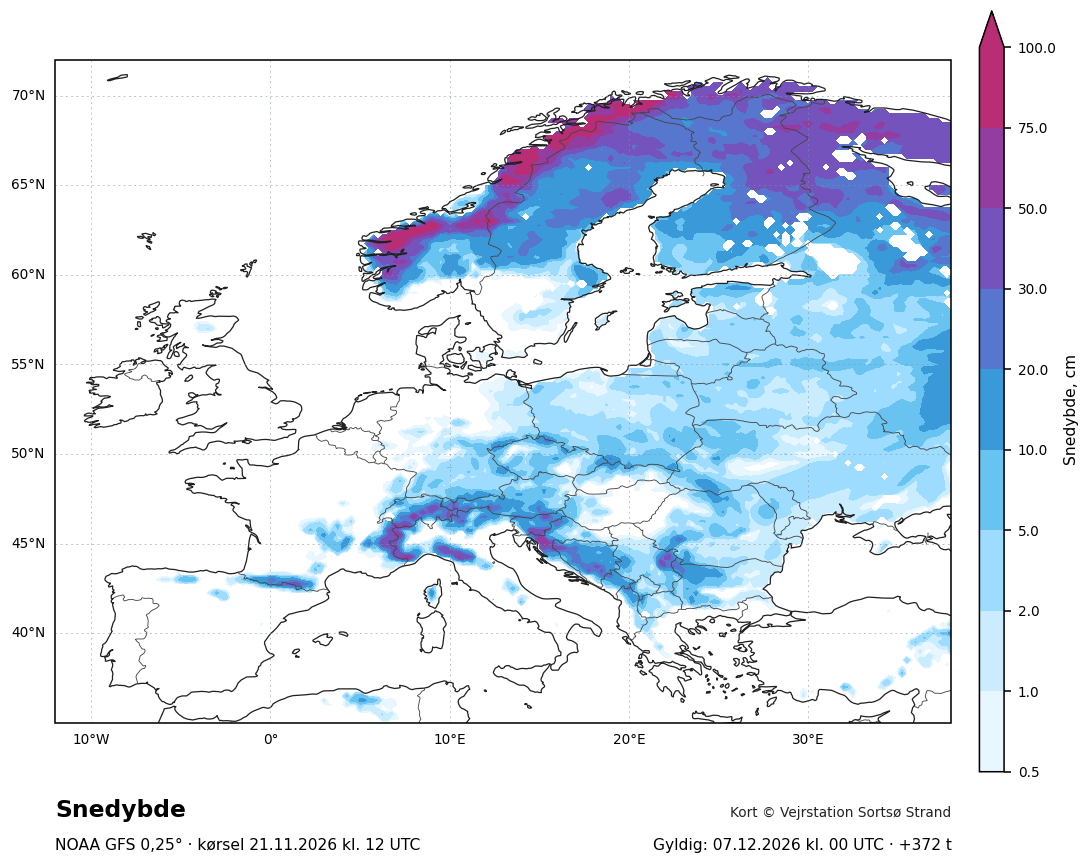 100.0
70°N
75.0
65°N
50.0
60°N
30.0
55°N
20.0
Snedybde, cm
50°N
10.0
45°N
5.0
40°N
2.0
1.0
10°W 0° 10°E 20°E 30°E
0.5
Snedybde
Kort © Vejrstation Sortsø Strand
NOAA GFS 0,25° · kørsel 21.11.2026 kl. 12 UTC
Gyldig: 07.12.2026 kl. 00 UTC · +372 t